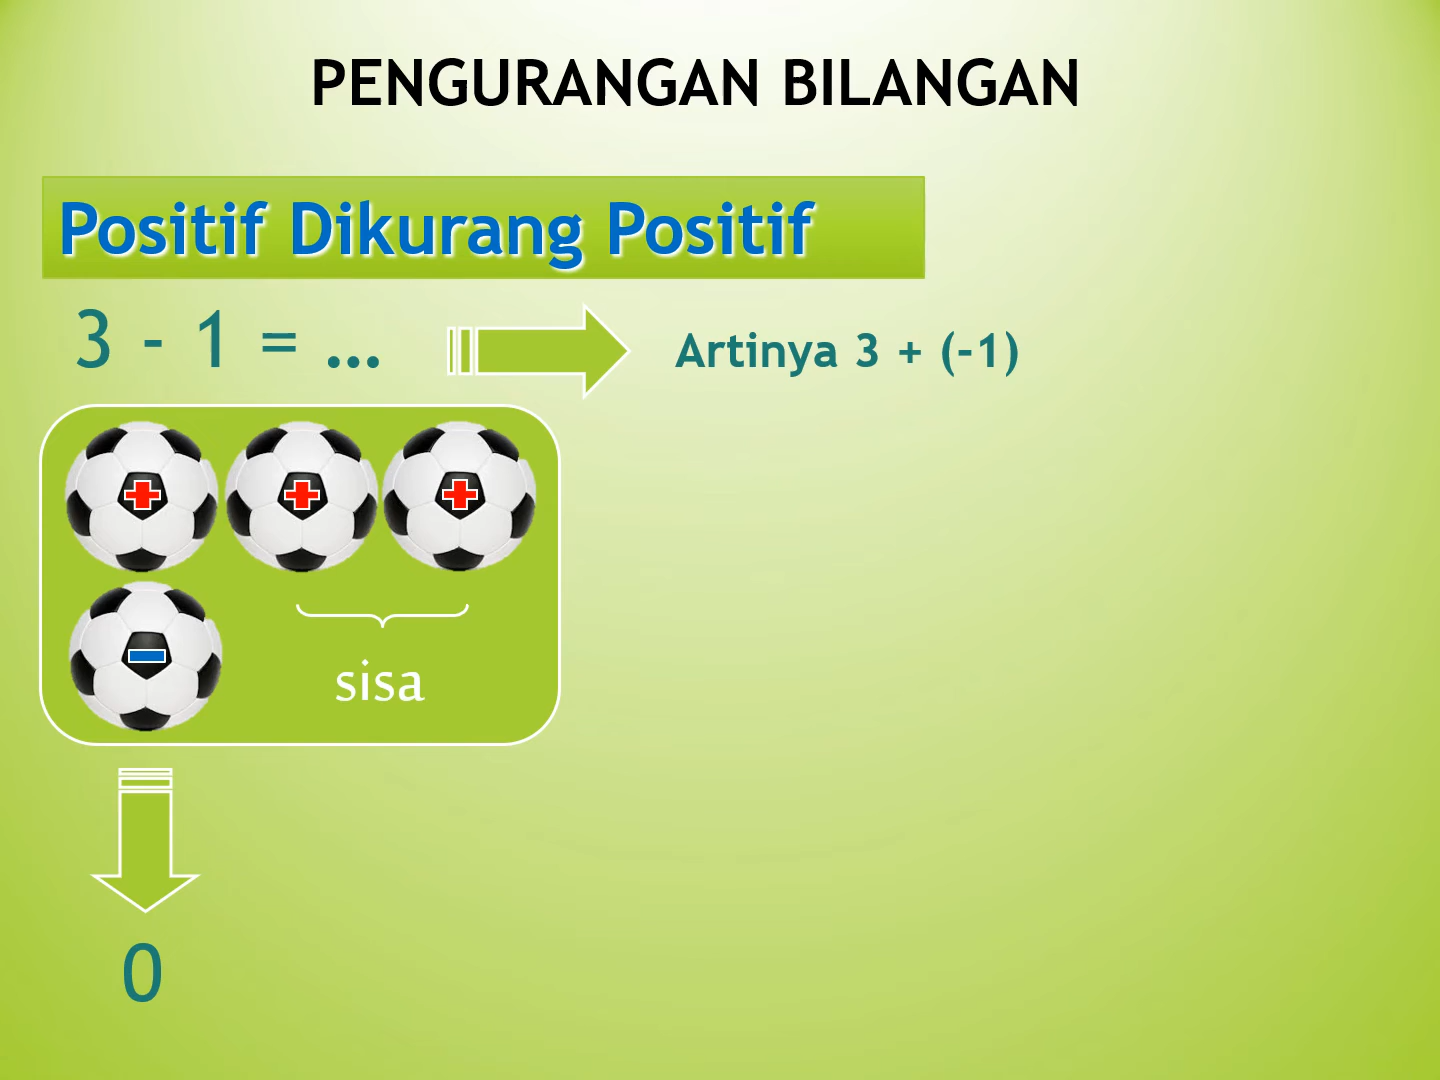 PENGURANGAN BILANGAN
Positif Dikurang Positif
3 - 1 = ...
Artinya 3 + (-1)
sisa
0